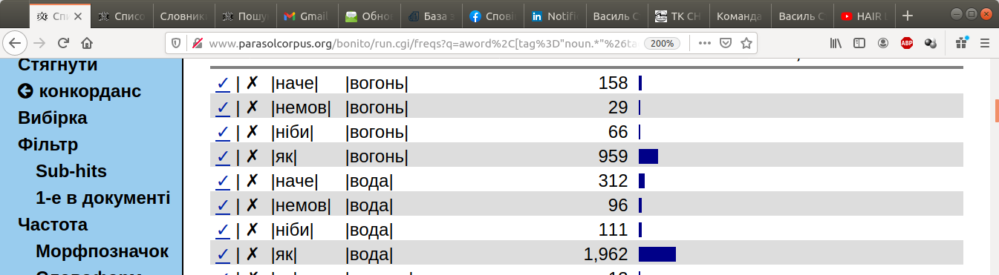 Спи
Списо
Словник
Пошу
Gmail
Обно
База з
Спові
Notifi
Василь С
ТК СН
Команда
Василь С
HAIR
www.parasolcorpus.org/bonito/run.cgi/freqs?q=aword%2C[tag%3D"noun.*"%26ta
200%
ABP
Стягнути
конкорданс
Вибірка
Фільтр
Sub-hits
1-е в документі
Частота
Морфпозначок
✓ | ✗ |наче| |вогонь| 158
✓ | ✗ |немов| |вогонь| 29
✓ | ✗ |ніби| |вогонь| 66
✓ | ✗ |як| |вогонь| 959
✓ | ✗ |наче| |вода| 312
✓ | ✗ |немов| |вода| 96
✓ | ✗ |ніби| |вода| 111
✓ | ✗ |як| |вода| 1,962